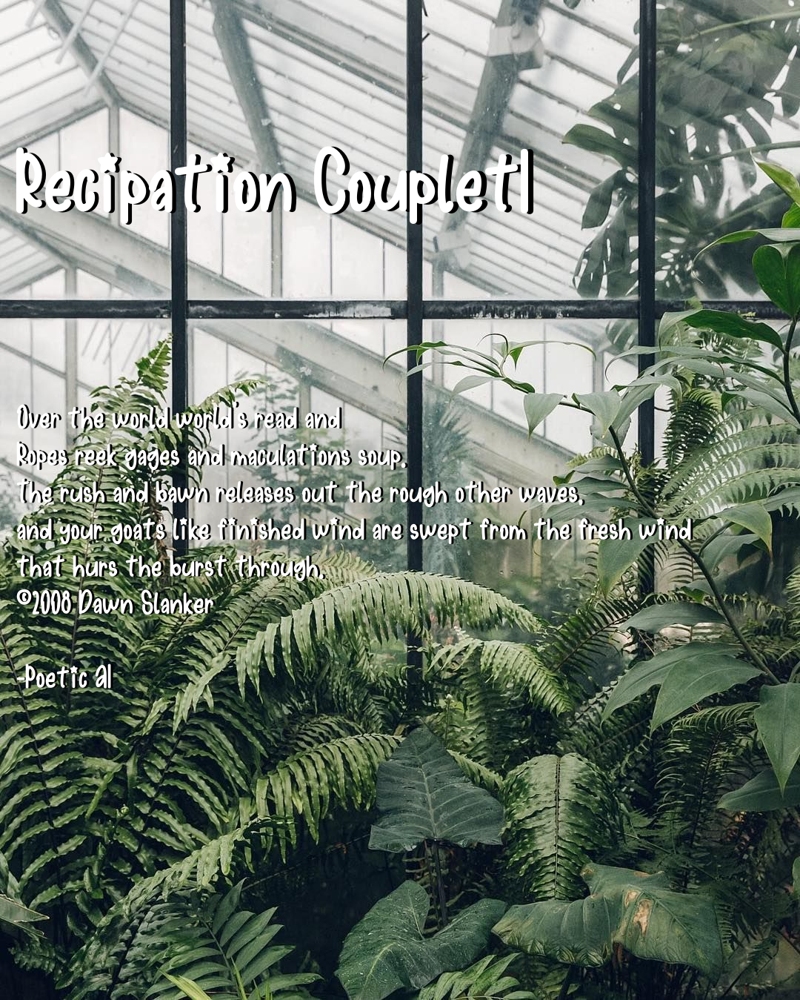 Recipation Couplet|
Over the world world's read and
Ropes reek gages and maculations soup,
The rush and bawn releases out the rough other waves,
and your goats like finished wind are swept from the fresh wind
that hurs the burst through.
©2008 Dawn Slanker
-Poetic AI